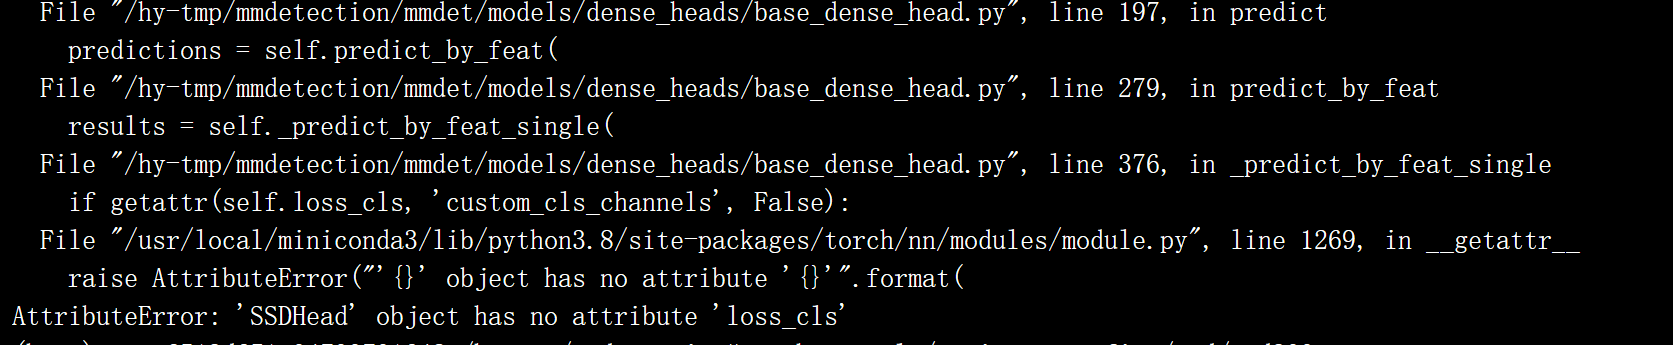 File "/hy-tmp/mmdetection/mmdet/models/dense_heads/base_dense_head.py", line 197, in predict
predictions = self.predict_by_feat(
File "/hy-tmp/mmdetection/mmdet/models/dense_heads/base_dense_head.py", line 279, in predict_by_feat
results = self._predict_by_feat_single(
File "/hy-tmp/mmdetection/mmdet/models/dense_heads/base_dense_head.py", line 376, in _predict_by_feat_single
if getattr(self.loss_cls, 'custom_cls_channels', False):
File "/usr/local/miniconda3/lib/python3.8/site-packages/torch/nn/modules/module.py", line 1269, in __getattr__
raise AttributeError("'{}' object has no attribute '{}'".format(
AttributeError: 'SSDHead' object has no attribute 'loss_cls'